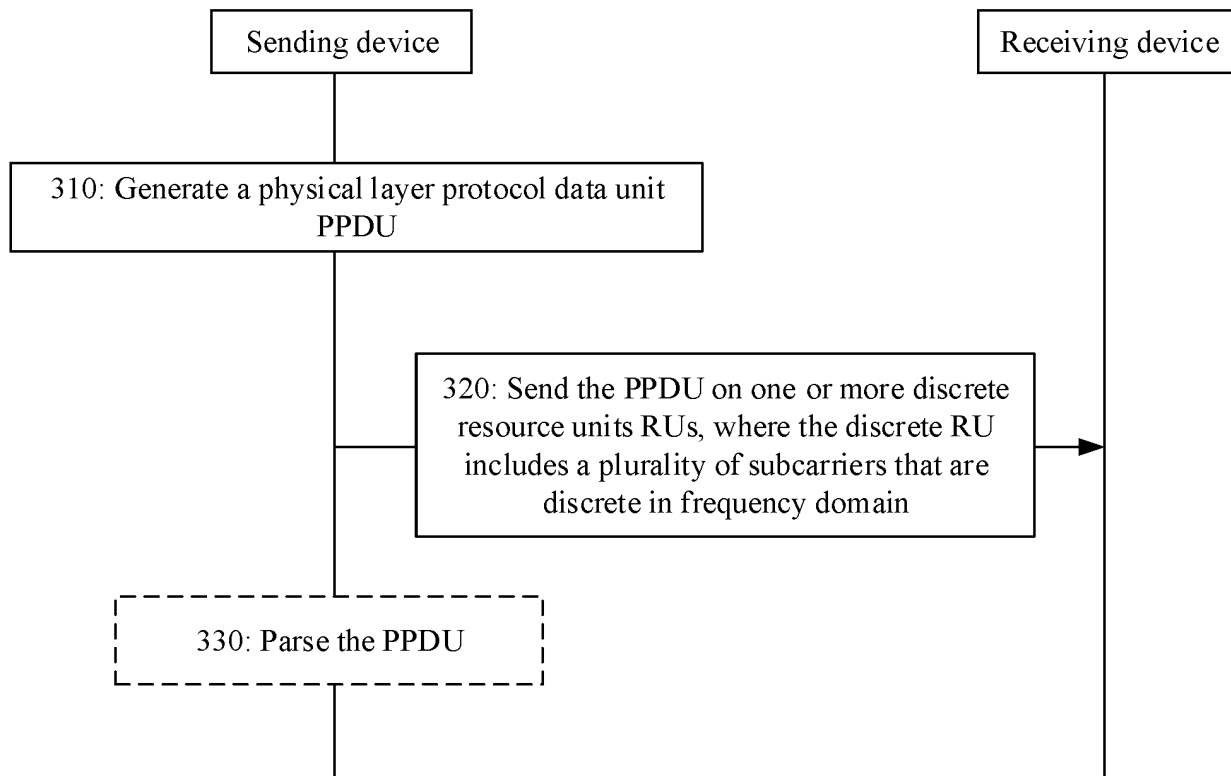 Sending device
Receiving device
310: Generate a physical layer protocol data unit
PPDU
320: Send the PPDU on one or more discrete
resource units RUs, where the discrete RU
includes a plurality of subcarriers that are
discrete in frequency domain
330: Parse the PPDU